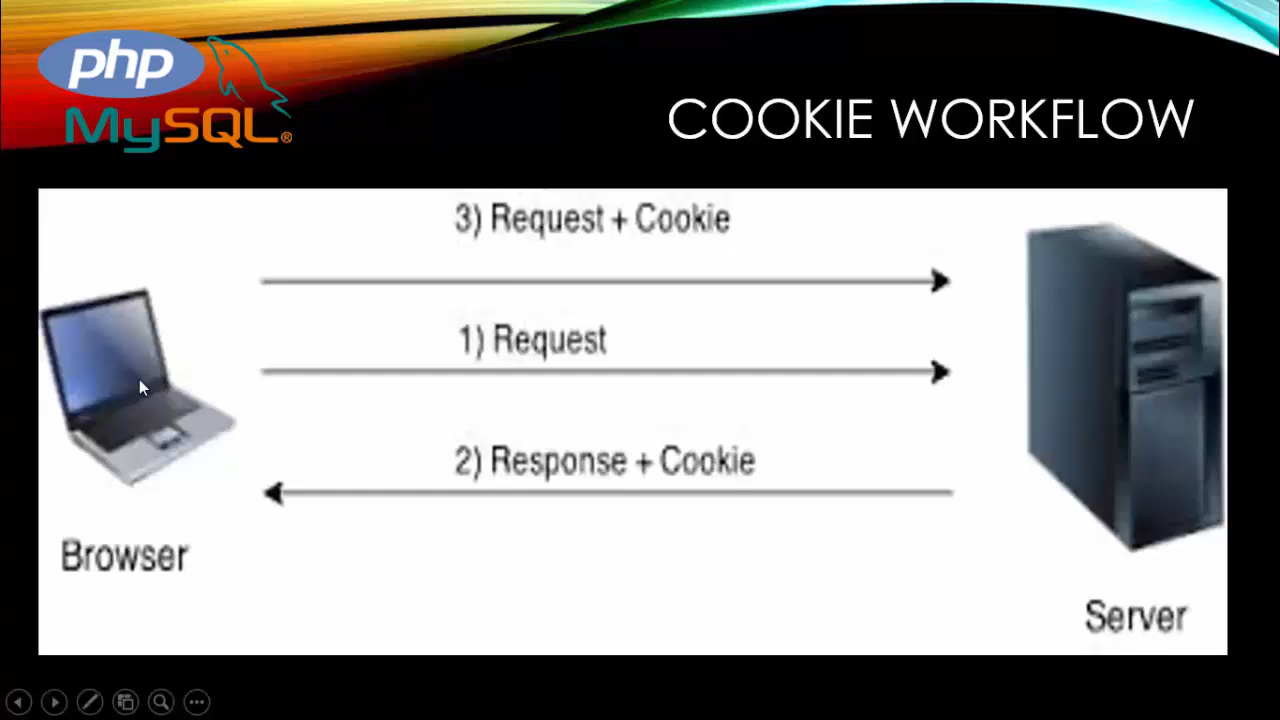 php
MySQL®
COOKIE WORKFLOW
3) Request + Cookie
1) Request
2) Response + Cookie
Browser
Server